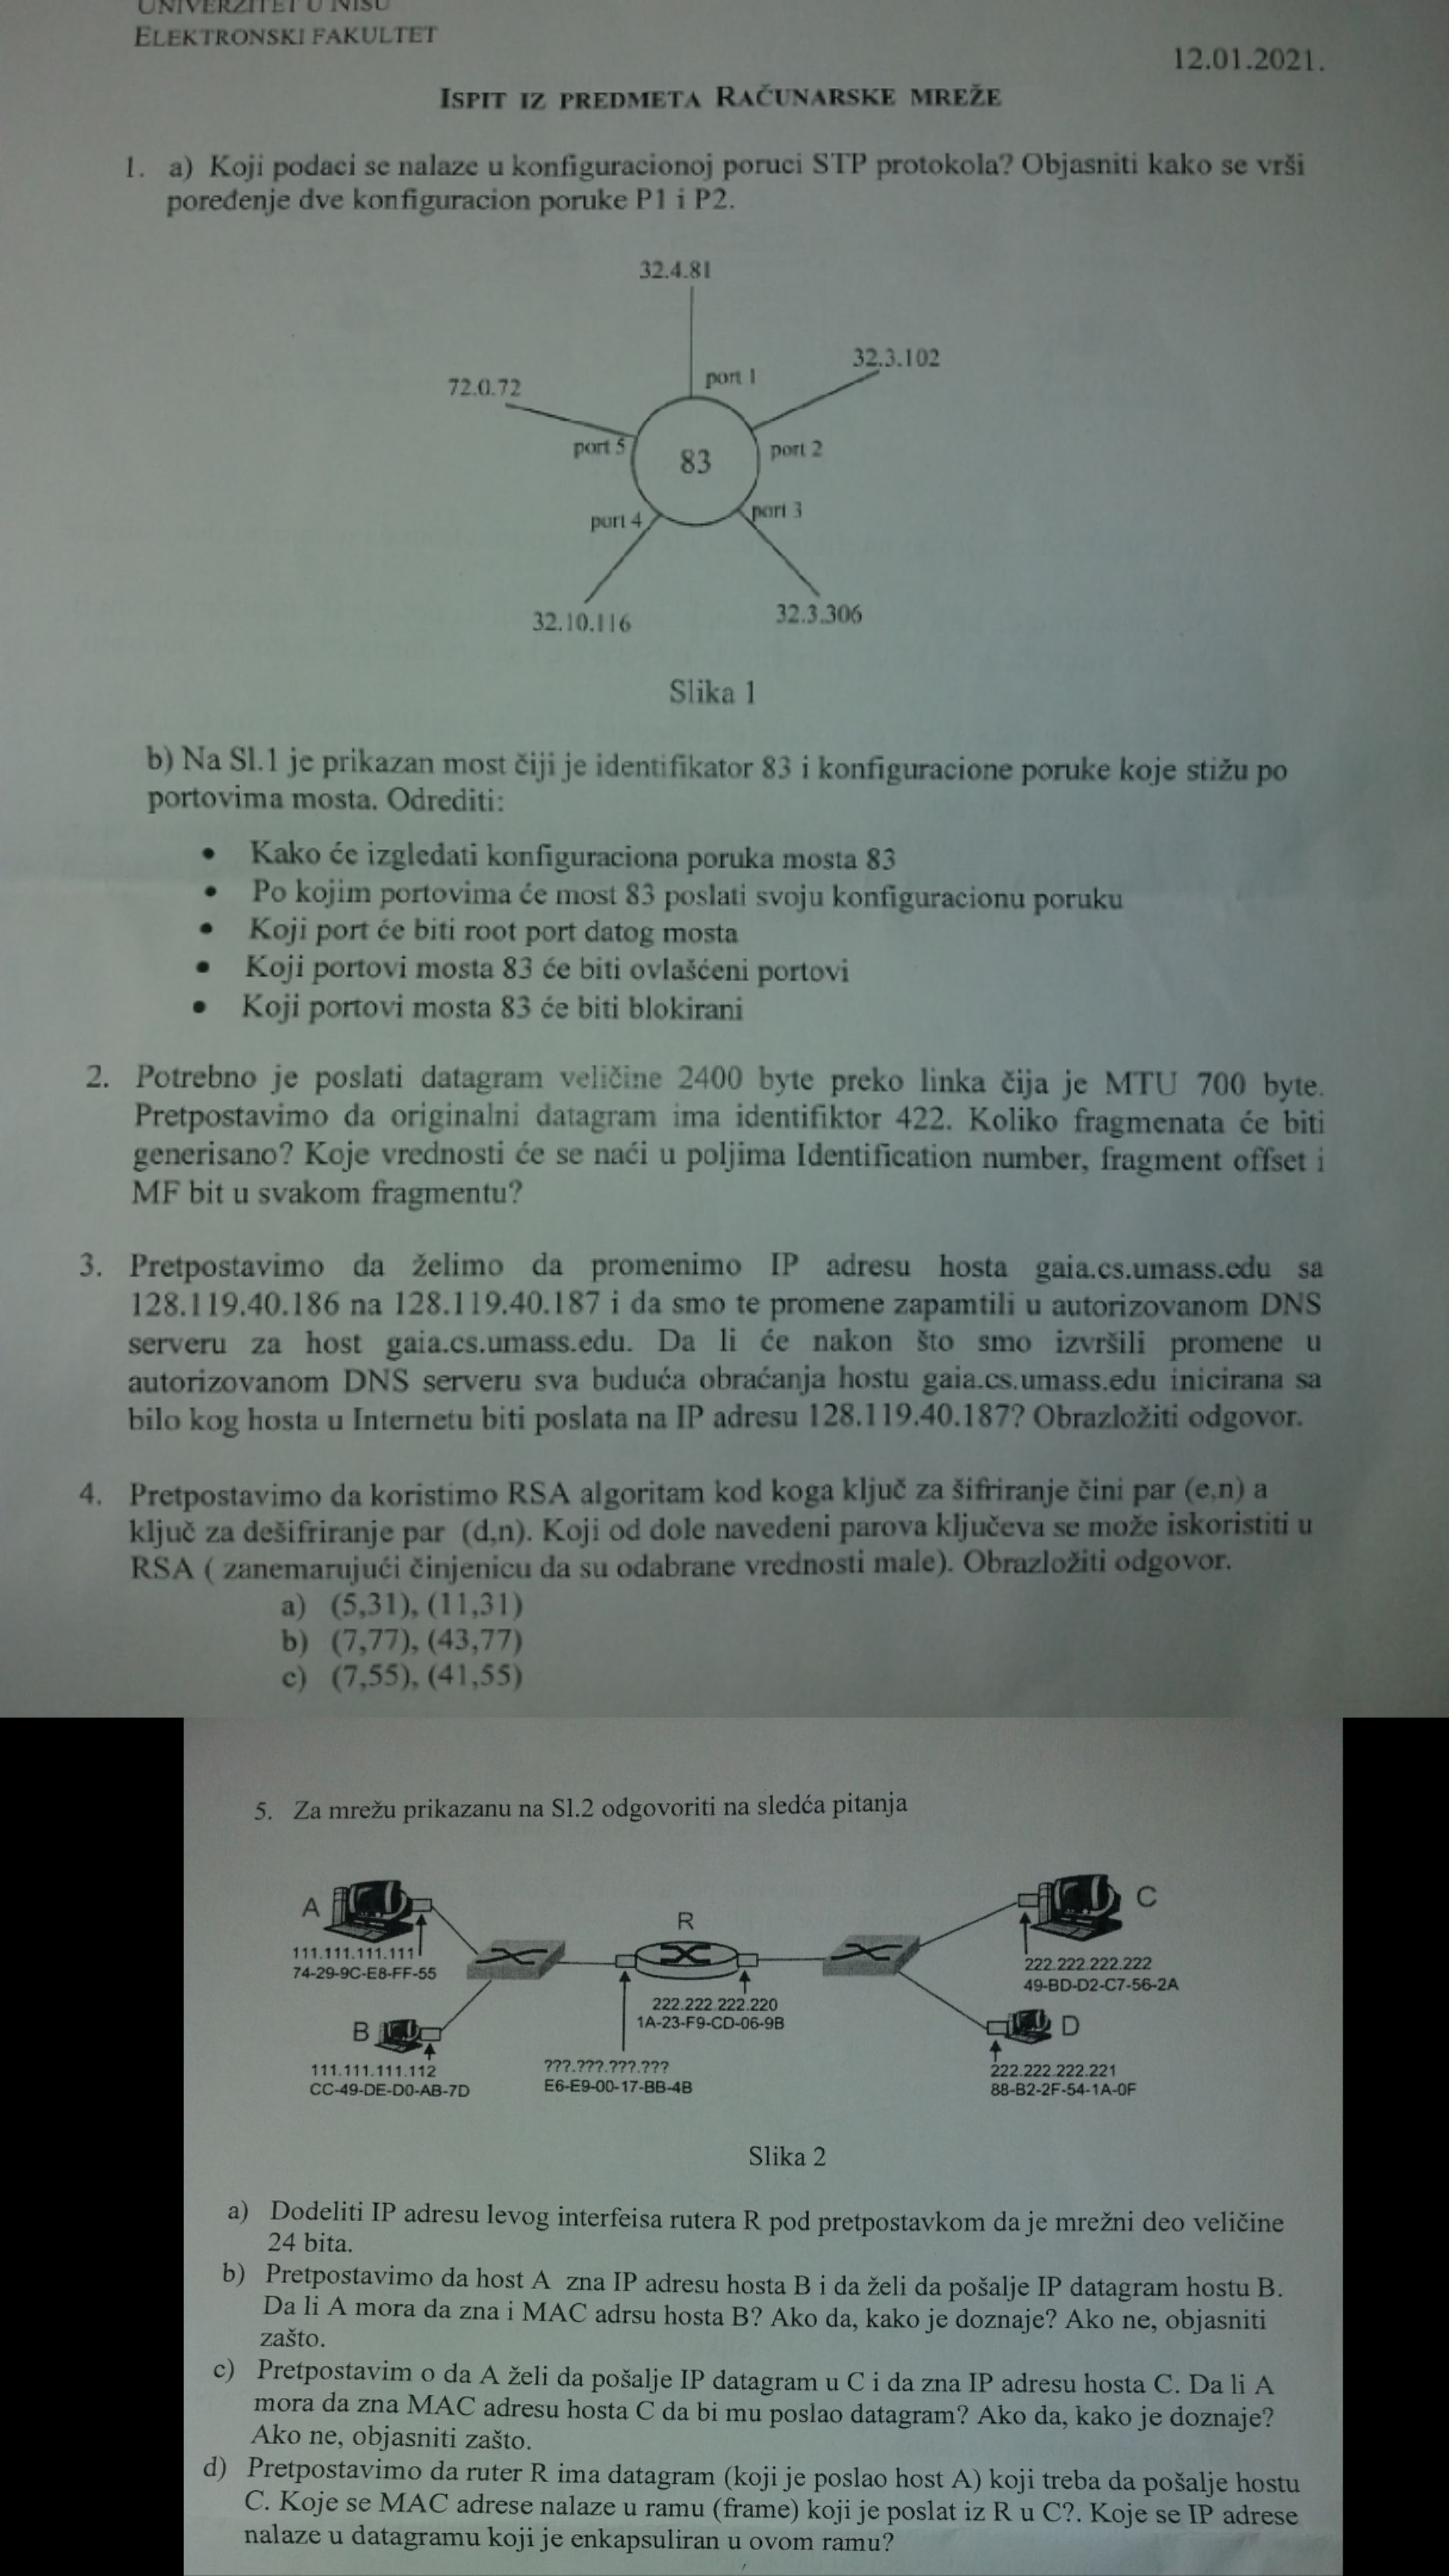 UNIVERZITET U NIŠU
ELEKTRONSKI FAKULTET
12.01.2021.
ISPIT IZ PREDMETA RAČUNARSKE MREŽE
1. a) Koji podaci se nalaze u konfiguracionoj poruci STP protokola? Objasniti kako se vrši
poređenje dve konfiguracion poruke P1 i P2.
32.4.81
32.3.102
port 1
72.0.72
port 5
83
port 2
port 4
port 3
32.10.116
32.3.306
Slika 1
b) Na Sl.1 je prikazan most čiji je identifikator 83 i konfiguracione poruke koje stižu po
portovima mosta. Odrediti:
• Kako će izgledati konfiguraciona poruka mosta 83
• Po kojim portovima će most 83 poslati svoju konfiguracionu poruku
• Koji port će biti root port datog mosta
• Koji portovi mosta 83 će biti ovlašćeni portovi
• Koji portovi mosta 83 će biti blokirani
2. Potrebno je poslati datagram veličine 2400 byte preko linka čija je MTU 700 byte.
Pretpostavimo da originalni datagram ima identifiktor 422. Koliko fragmenata će biti
generisano? Koje vrednosti će se naći u poljima Identification number, fragment offset i
MF bit u svakom fragmentu?
3. Pretpostavimo da želimo da promenimo IP adresu hosta gaia.cs.umass.edu sa
128.119.40.186 na 128.119.40.187 i da smo te promene zapamtili u autorizovanom DNS
serveru za host gaia.cs.umass.edu. Da li će nakon što smo izvršili promene u
autorizovanom DNS serveru sva buduća obraćanja hostu gaia.cs.umass.edu inicirana sa
bilo kog hosta u Internetu biti poslata na IP adresu 128.119.40.187? Obrazložiti odgovor.
4. Pretpostavimo da koristimo RSA algoritam kod koga ključ za šifriranje čini par (e,n) a
ključ za dešifriranje par (d,n). Koji od dole navedeni parova ključeva se može iskoristiti u
RSA ( zanemarujući činjenicu da su odabrane vrednosti male). Obrazložiti odgovor.
a) (5,31), (11,31)
b) (7,77), (43,77)
c) (7,55), (41,55)
5. Za mrežu prikazanu na Sl.2 odgovoriti na sledća pitanja
A
C
R
111.111.111.111
74-29-9C-E8-FF-55
222.222.222.222
49-BD-D2-C7-56-2A
222.222.222.220
1A-23-F9-CD-06-9B
B
D
111.111.111.112
CC-49-DE-D0-AB-7D
???.???.???.???
E6-E9-00-17-BB-4B
222.222.222.221
88-B2-2F-54-1A-0F
Slika 2
a) Dodeliti IP adresu levog interfeisa rutera R pod pretpostavkom da je mrežni deo veličine
24 bita.
b) Pretpostavimo da host A zna IP adresu hosta B i da želi da pošalje IP datagram hostu B.
Da li A mora da zna i MAC adrsu hosta B? Ako da, kako je doznaje? Ako ne, objasniti
zašto.
c) Pretpostavim o da A želi da pošalje IP datagram u C i da zna IP adresu hosta C. Da li A
mora da zna MAC adresu hosta C da bi mu poslao datagram? Ako da, kako je doznaje?
Ako ne, objasniti zašto.
d) Pretpostavimo da ruter R ima datagram (koji je poslao host A) koji treba da pošalje hostu
C. Koje se MAC adrese nalaze u ramu (frame) koji je poslat iz R u C?. Koje se IP adrese
nalaze u datagramu koji je enkapsuliran u ovom ramu?